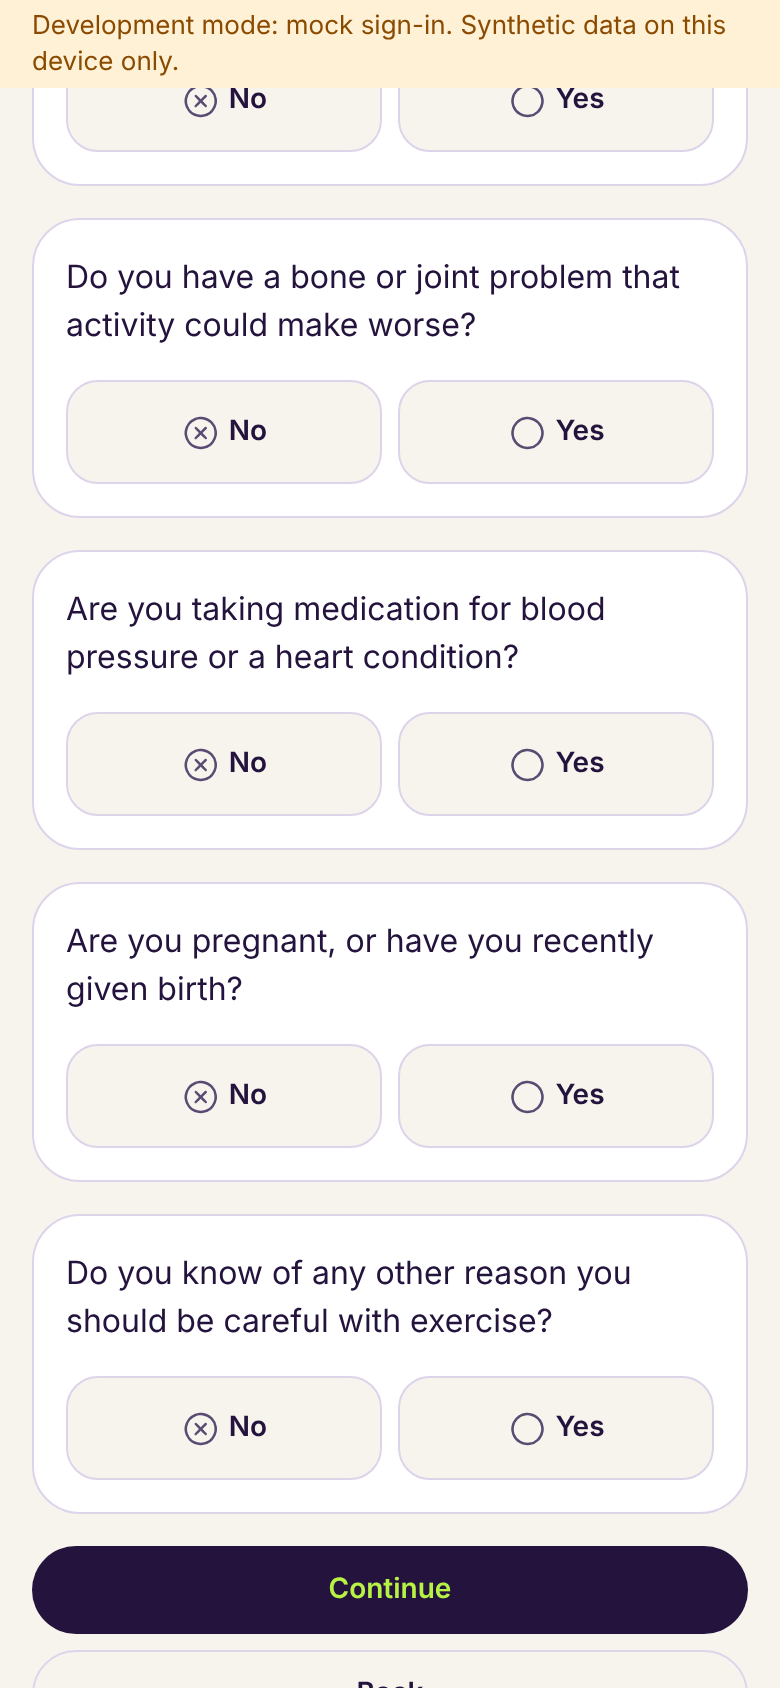 Development mode: mock sign-in. Synthetic data on this
device only.
No
Yes
Do you have a bone or joint problem that
activity could make worse?
No
Yes
Are you taking medication for blood
pressure or a heart condition?
No
Yes
Are you pregnant, or have you recently
given birth?
No
Yes
Do you know of any other reason you
should be careful with exercise?
No
Yes
Continue
Back